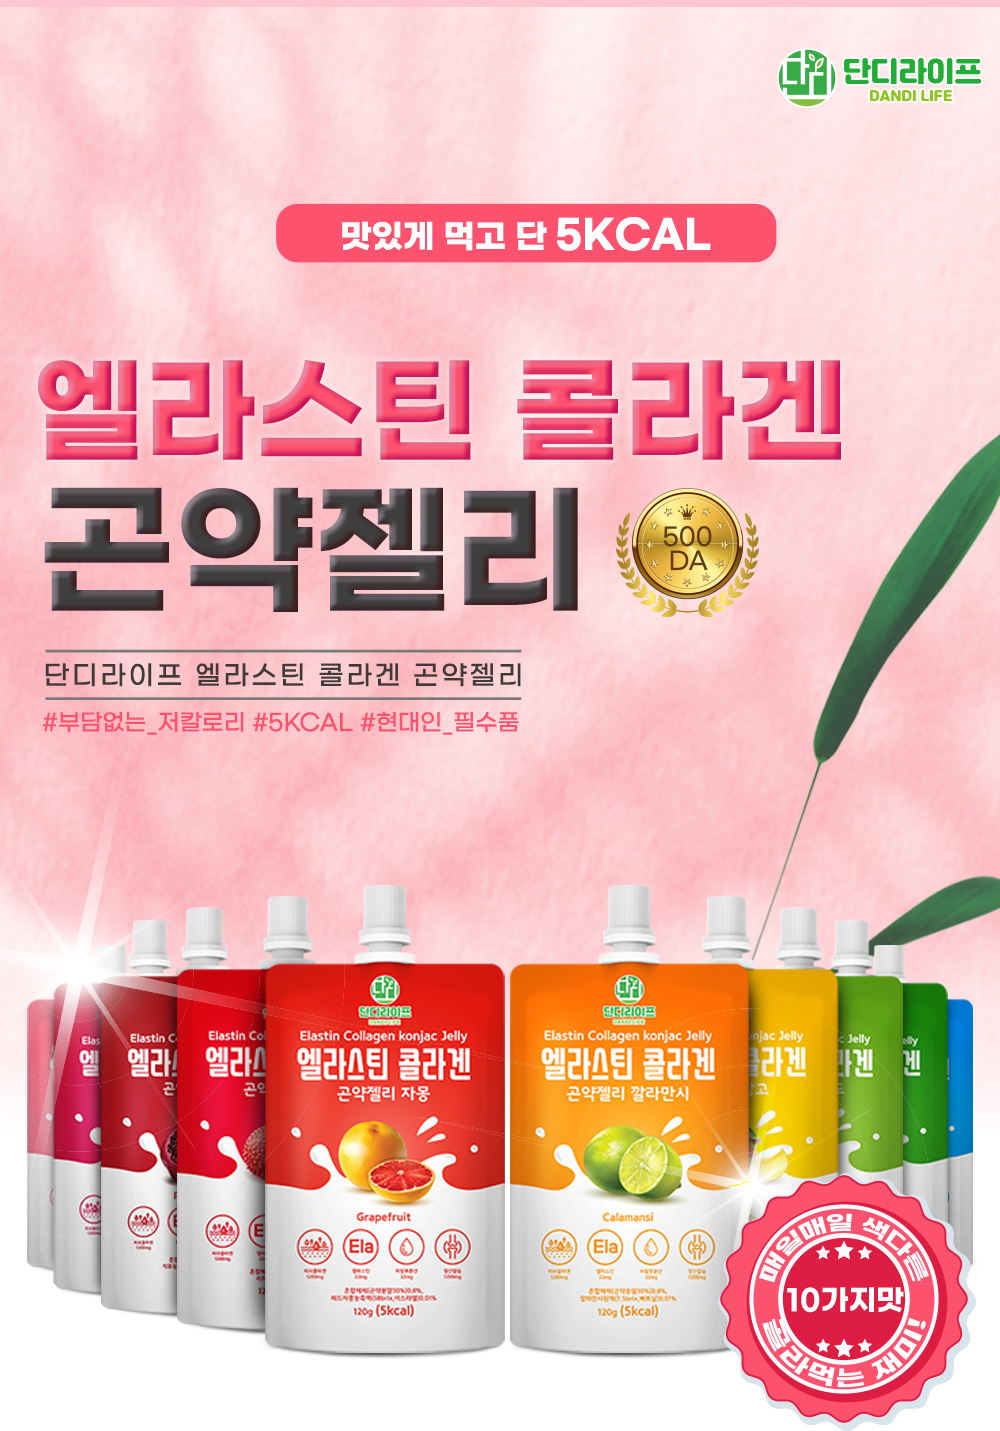 단디라이프
DANDI LIFE
맛있게 먹고 단 5KCAL
엘라스틴 콜라겐
곤약젤리
500
DA
단디라이프 엘라스틴 콜라겐 곤약젤리
#부담없는_저칼로리 #5KCAL #현대인_필수품
단디라이프
Elastin Collagen konjac Jelly
엘라스틴 콜라겐
곤약젤리 자몽
Grapefruit
Ela
120g (5kcal)
단디라이프
Elastin Collagen konjac Jelly
엘라스틴 콜라겐
곤약젤리 깔라만시
Calamansi
Ela
120g (5kcal)
매일매일 색다를
10가지맛
골라먹는 재미!